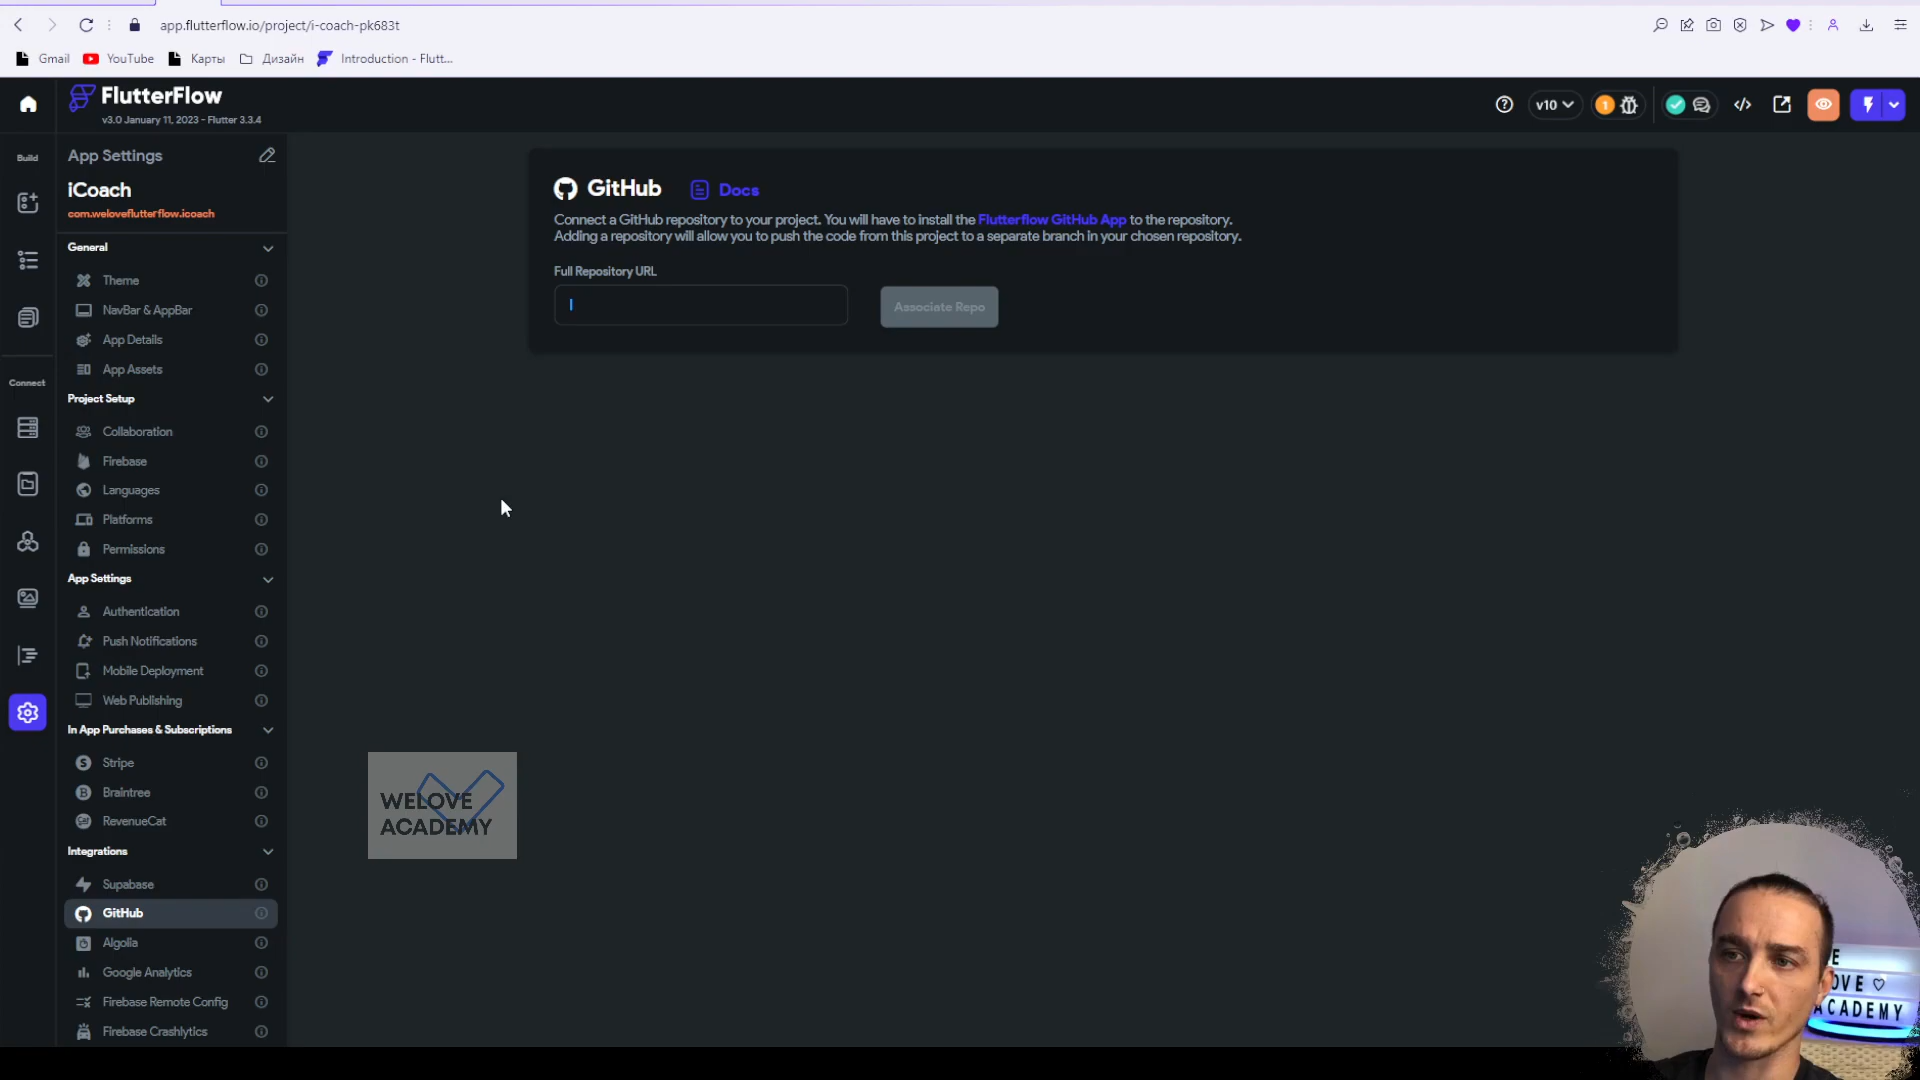 app.flutterflow.io/project/i-coach-pk683t
Gmail
YouTube
Карты
Дизайн
Introduction - Flutt...
FlutterFlow
v3.0 January 11, 2023 - Flutter 3.3.4
v10
1
Build
App Settings
iCoach
com.weloveflutterflow.icoach
General
Theme
NavBar & AppBar
App Details
App Assets
Connect
Project Setup
Collaboration
Firebase
Languages
Platforms
Permissions
App Settings
Authentication
Push Notifications
Mobile Deployment
Web Publishing
In App Purchases & Subscriptions
Stripe
Braintree
RevenueCat
Integrations
Supabase
GitHub
Algolia
Google Analytics
Firebase Remote Config
Firebase Crashlytics
GitHub
Docs
Connect a GitHub repository to your project. You will have to install the Flutterflow GitHub App to the repository.
Adding a repository will allow you to push the code from this project to a separate branch in your chosen repository.
Full Repository URL
Associate Repo
WELOVE
ACADEMY
ACADEMY